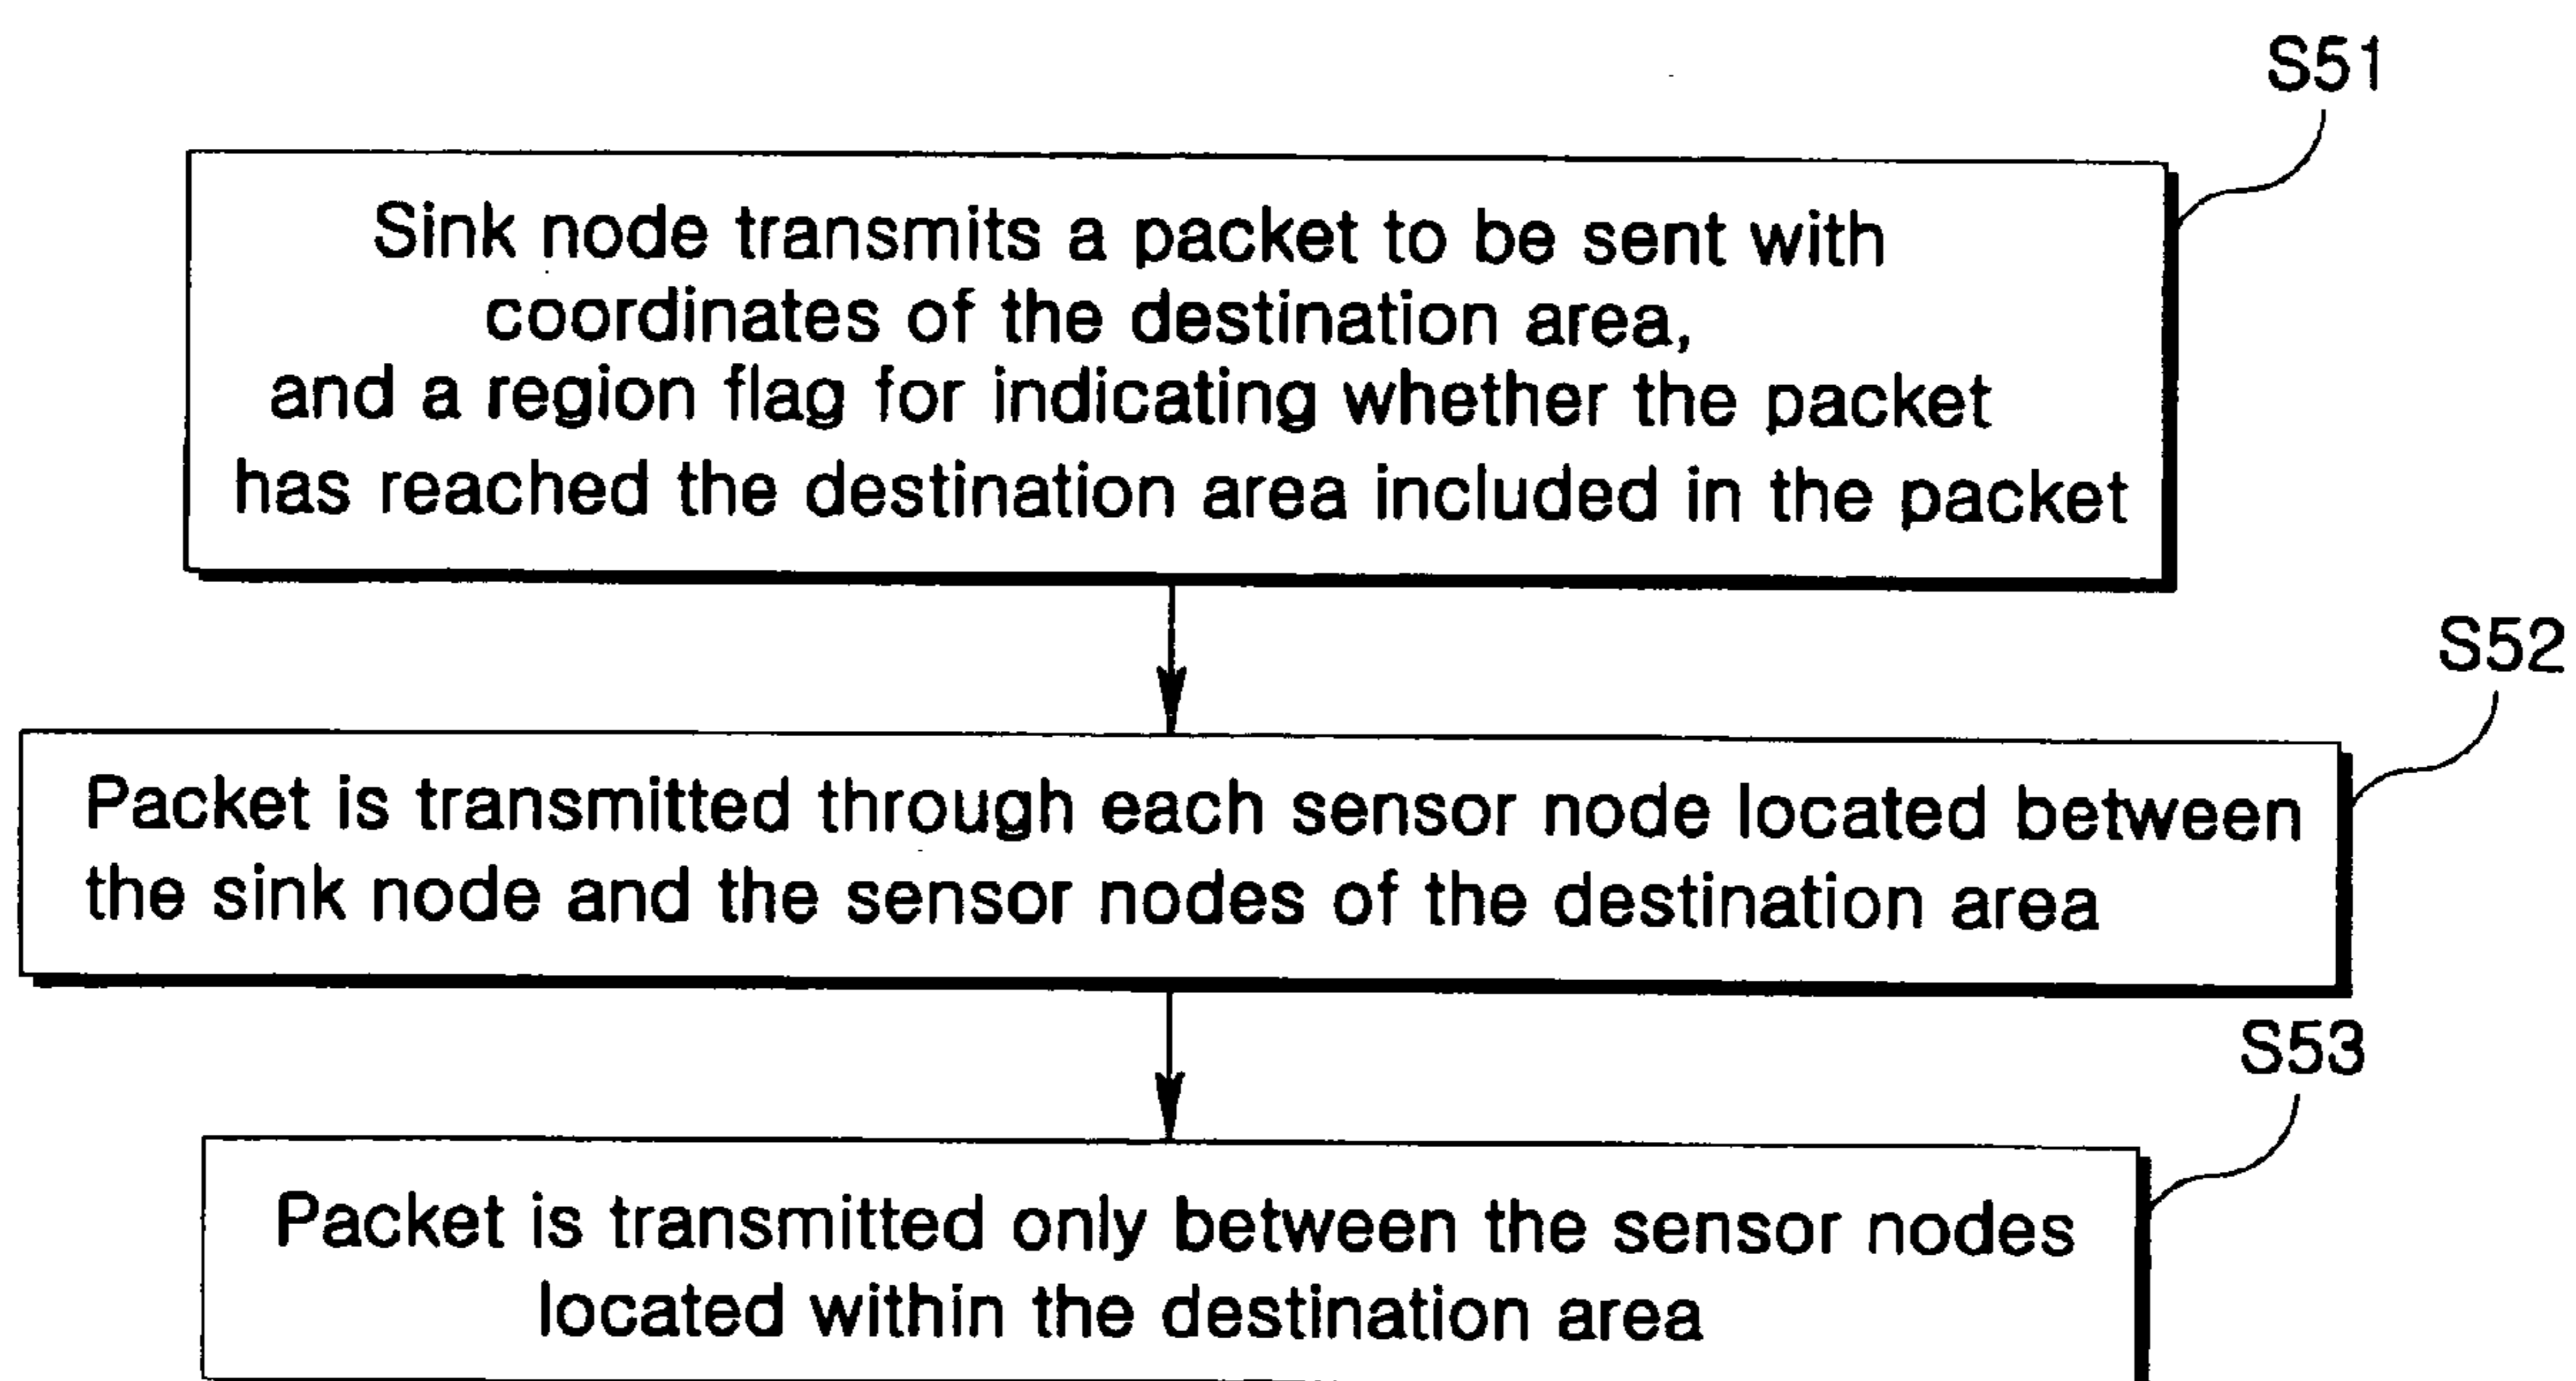 S51
Sink node transmits a packet to be sent with
coordinates of the destination area,
and a region flag for indicating whether the packet
has reached the destination area included in the packet
S52
Packet is transmitted through each sensor node located between
the sink node and the sensor nodes of the destination area
S53
Packet is transmitted only between the sensor nodes
located within the destination area